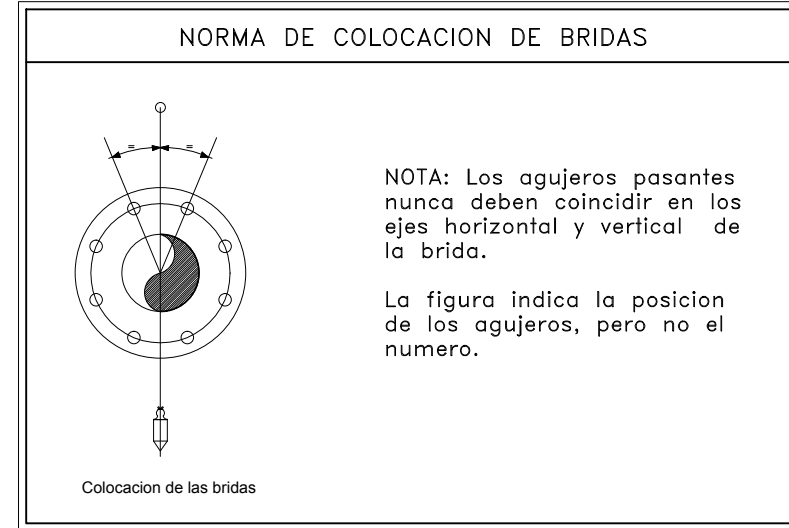 NORMA DE COLOCACION DE BRIDAS
= =
NOTA: Los agujeros pasantes
nunca deben coincidir en los
ejes horizontal y vertical de
la brida.
La figura indica la posicion
de los agujeros, pero no el
numero.
Colocacion de las bridas